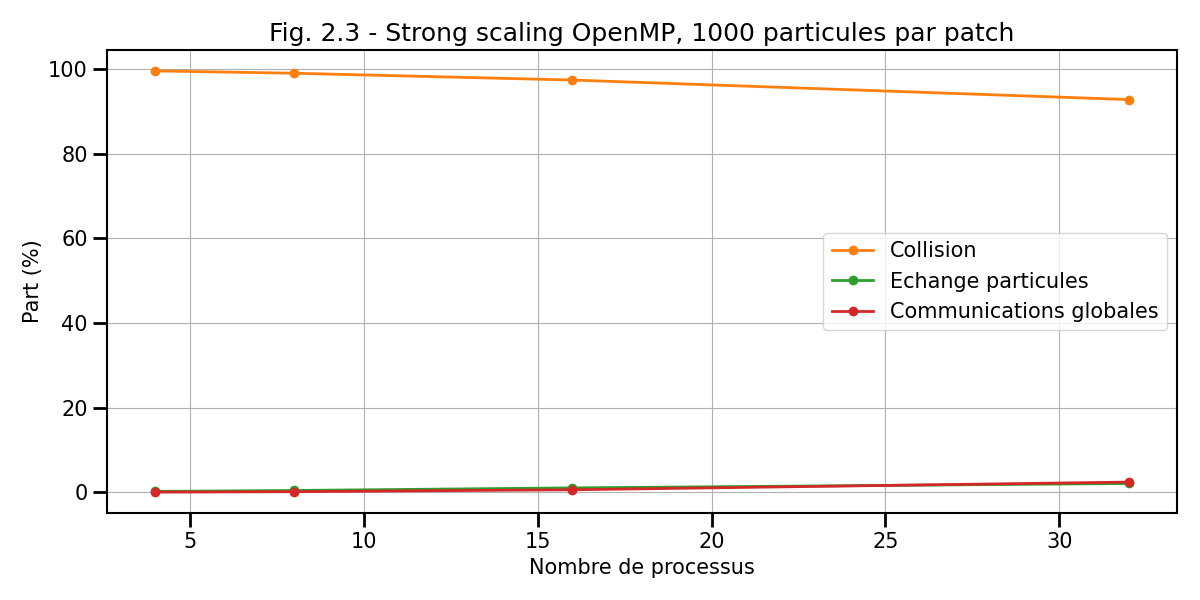 Fig. 2.3 - Strong scaling OpenMP, 1000 particules par patch
100
80
60
40
20
0
Part (%)
Collision
Echange particules
Communications globales
5 10 15 20 25 30
Nombre de processus